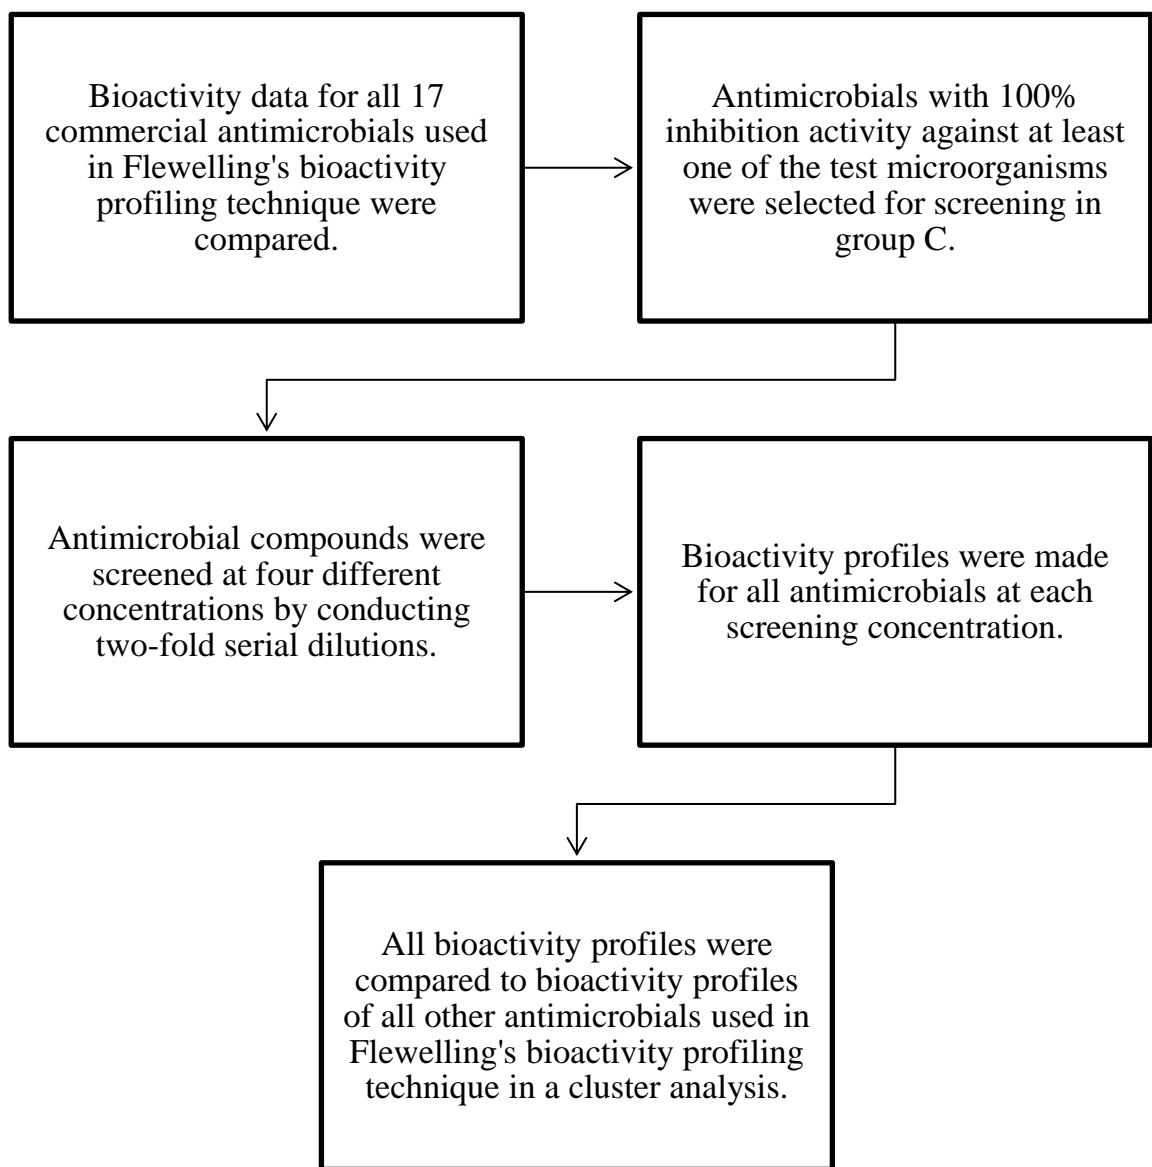 Bioactivity data for all 17
commercial antimicrobials used
in Flewelling's bioactivity
profiling technique were
compared.
Antimicrobials with 100%
inhibition activity against at least
one of the test microorganisms
were selected for screening in
group C.
Antimicrobial compounds were
screened at four different
concentrations by conducting
two-fold serial dilutions.
Bioactivity profiles were made
for all antimicrobials at each
screening concentration.
All bioactivity profiles were
compared to bioactivity profiles
of all other antimicrobials used in
Flewelling's bioactivity profiling
technique in a cluster analysis.